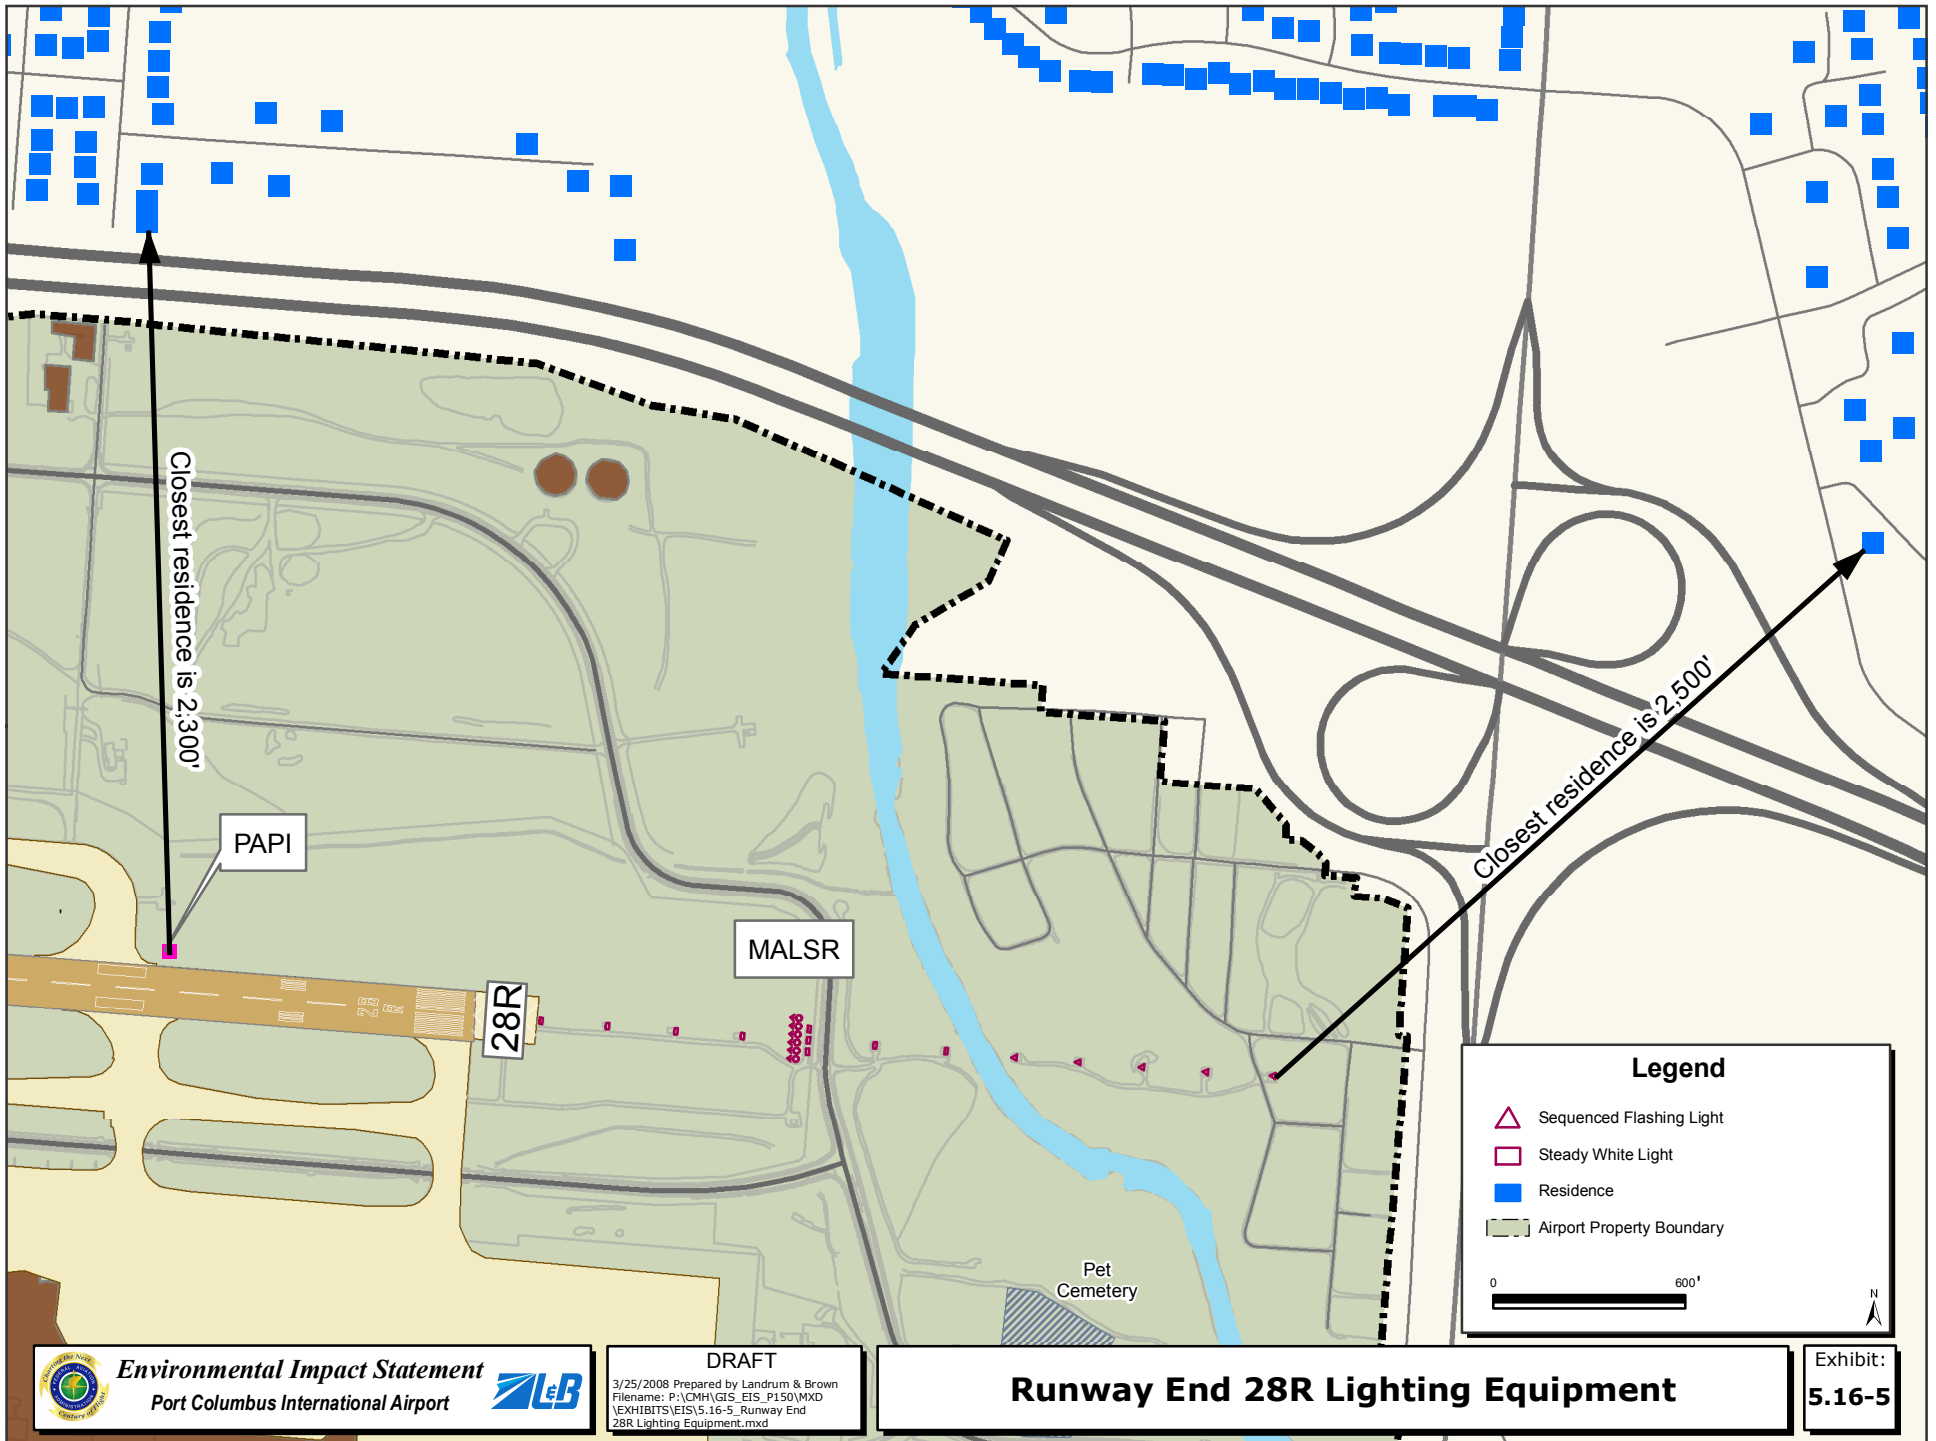 Closest residence is 2,300'
Closest residence is 2,500'
PAPI
MALSR
28R
28
R
Pet
Cemetery
Legend
Sequenced Flashing Light
Steady White Light
Residence
Airport Property Boundary
0 600'
N
Environmental Impact Statement
Port Columbus International Airport
L&B
DRAFT
3/25/2008 Prepared by Landrum & Brown
Filename: P:\CMH\GIS_EIS_P150\MXD
\EXHIBITS\EIS\5.16-5_Runway End
28R Lighting Equipment.mxd
Runway End 28R Lighting Equipment
Exhibit:
5.16-5